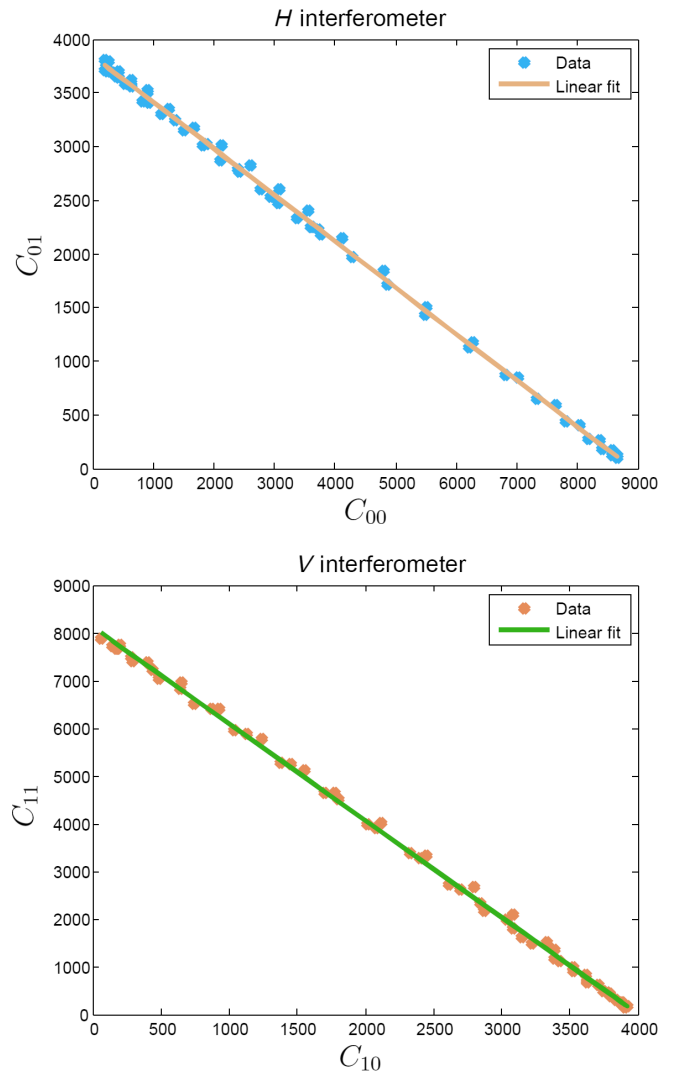 H interferometer
4000
3500
3000
2500
2000
1500
1000
500
0
C01
Data
Linear fit
0 1000 2000 3000 4000 5000 6000 7000 8000 9000
C00
V interferometer
9000
8000
7000
6000
5000
4000
3000
2000
1000
0
C11
Data
Linear fit
0 500 1000 1500 2000 2500 3000 3500 4000
C10